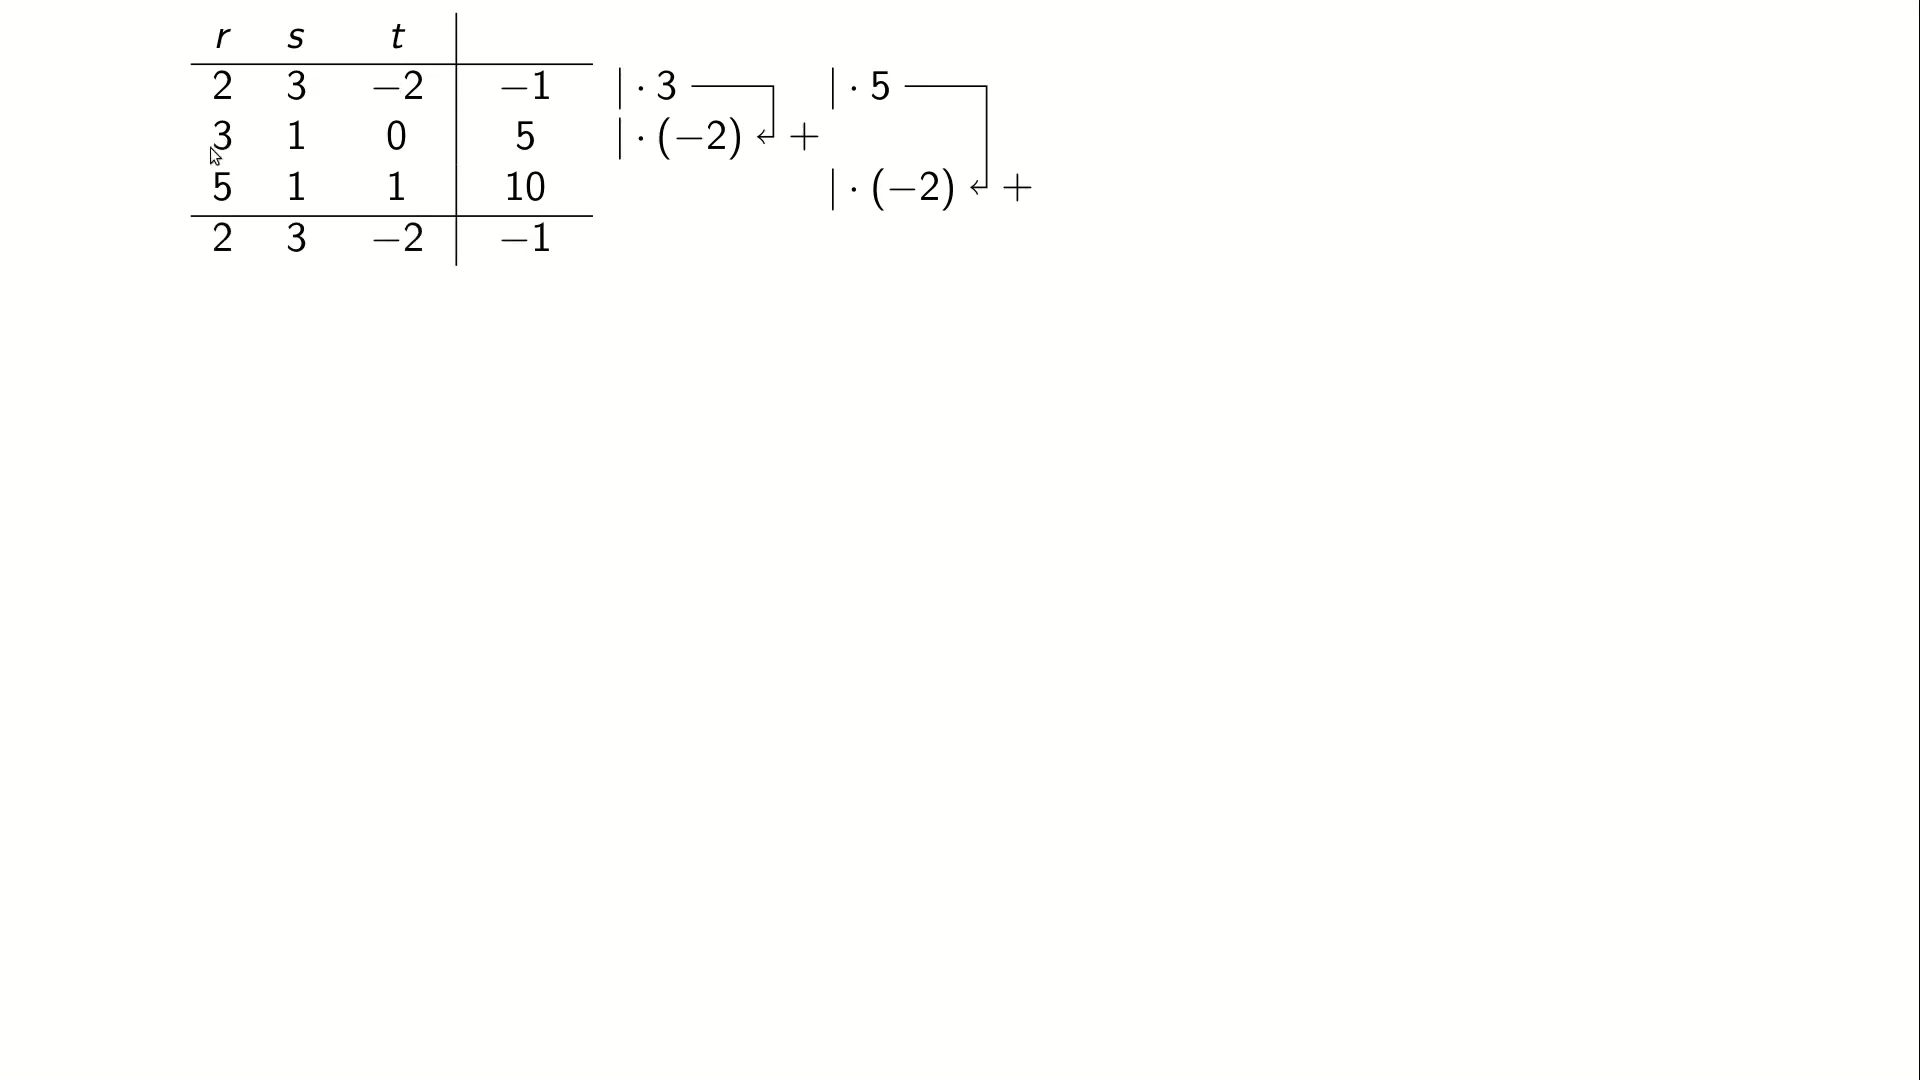 r s t
2 3 −2 −1 | · 3 | · 5
3 1 0 5 | · (−2) ↵ +
5 1 1 10 | · (−2) ↵ +
2 3 −2 −1